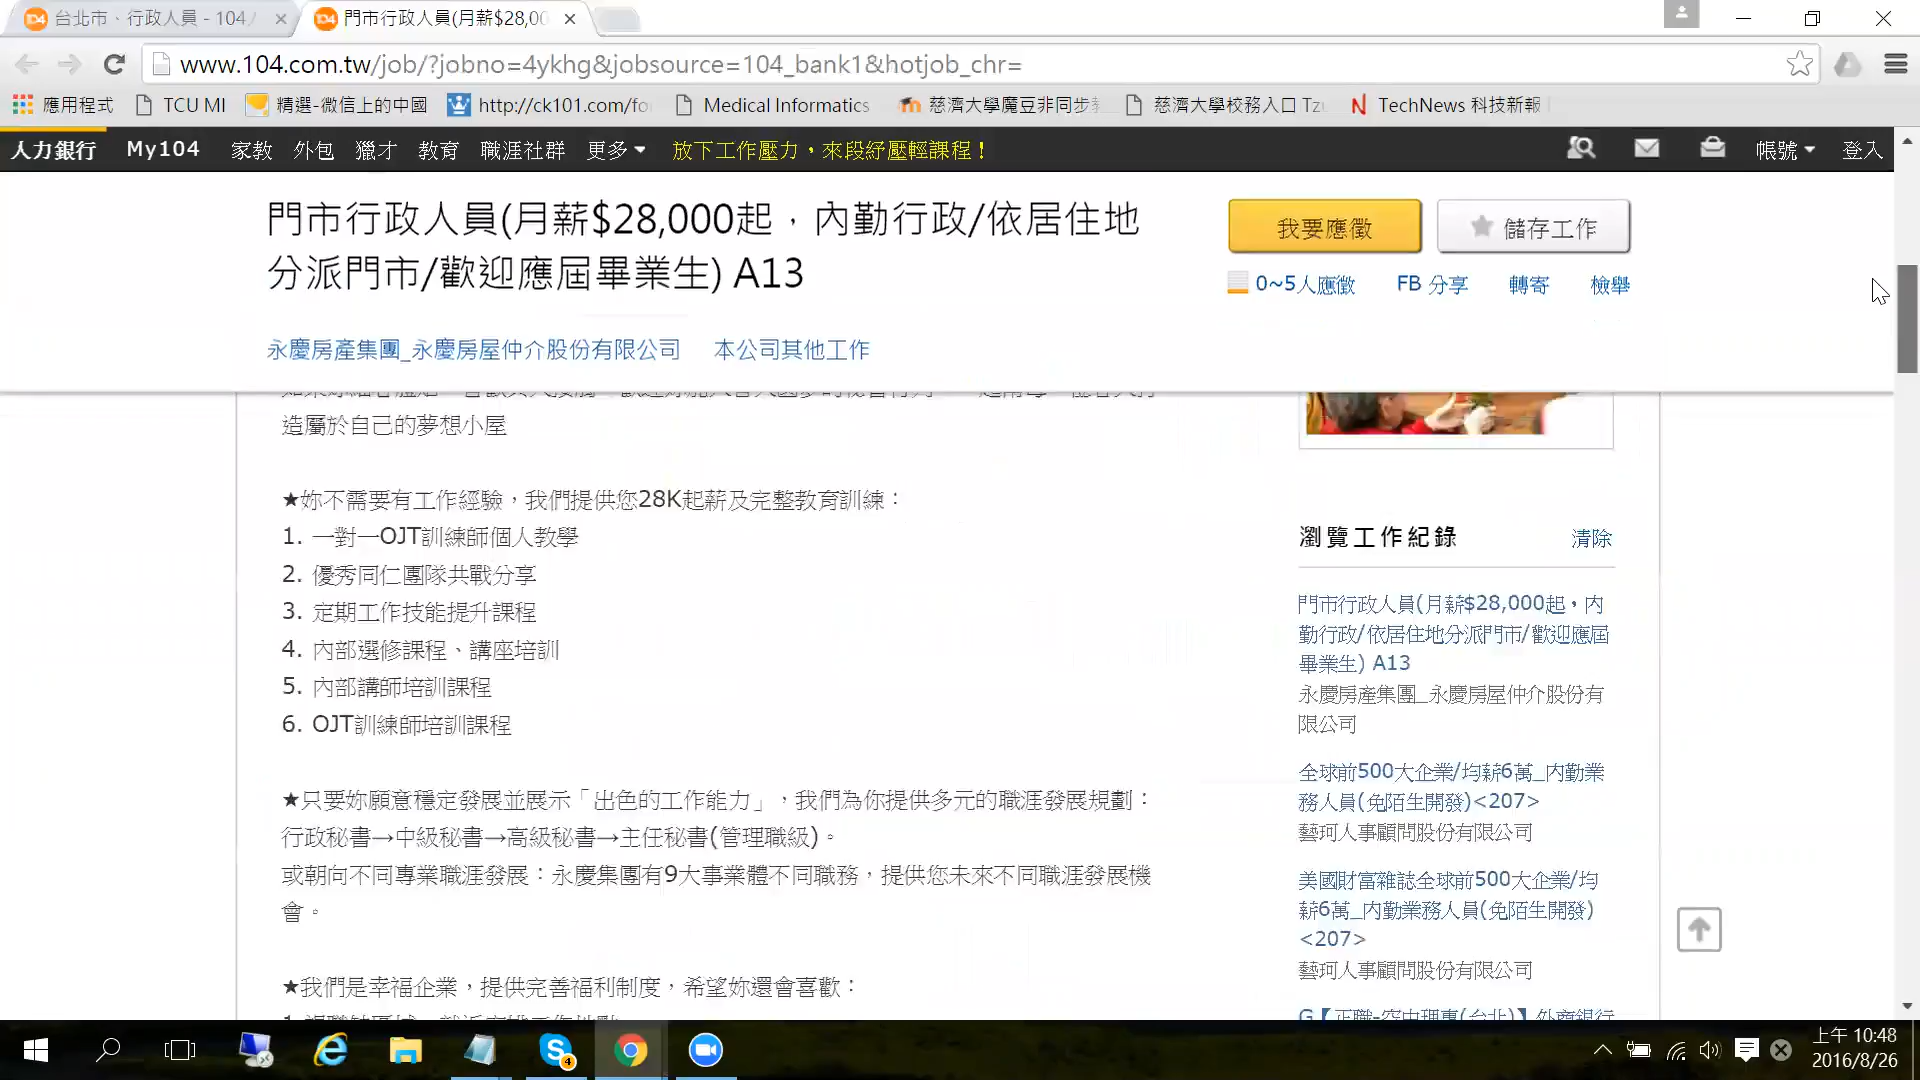 台北市、行政人員 - 104
門市行政人員(月薪$28,00
www.104.com.tw/job/?jobno=4ykhg&jobsource=104_bank1&hotjob_chr=
應用程式 TCU MI 精選-微信上的中國 http://ck101.com/fo Medical Informatics 慈濟大學魔豆非同步 慈濟大學校務入口 Tzu TechNews 科技新報
人力銀行 My104 家教 外包 獵才 教育 職涯社群 更多 放下工作壓力，來段紓壓輕課程！ 帳號 登入
門市行政人員(月薪$28,000起，內勤行政/依居住地
分派門市/歡迎應屆畢業生) A13
我要應徵 儲存工作
0~5人應徵 FB 分享 轉寄 檢舉
永慶房產集團_永慶房屋仲介股份有限公司 本公司其他工作
造屬於自己的夢想小屋
★妳不需要有工作經驗，我們提供您28K起薪及完整教育訓練：
1. 一對一OJT訓練師個人教學
2. 優秀同仁團隊共戰分享
3. 定期工作技能提升課程
4. 內部選修課程、講座培訓
5. 內部講師培訓課程
6. OJT訓練師培訓課程
★只要妳願意穩定發展並展示「出色的工作能力」，我們為你提供多元的職涯發展規劃：
行政秘書→中級秘書→高級秘書→主任秘書(管理職級)。
或朝向不同專業職涯發展：永慶集團有9大事業體不同職務，提供您未來不同職涯發展機
會。
★我們是幸福企業，提供完善福利制度，希望妳還會喜歡：
瀏覽工作紀錄 清除
門市行政人員(月薪$28,000起，內
勤行政/依居住地分派門市/歡迎應屆
畢業生) A13
永慶房產集團_永慶房屋仲介股份有
限公司
全球前500大企業/均薪6萬_內勤業
務人員(免陌生開發)<207>
藝珂人事顧問股份有限公司
美國財富雜誌全球前500大企業/均
薪6萬_內勤業務人員(免陌生開發)
<207>
藝珂人事顧問股份有限公司
4
上午 10:48
2016/8/26